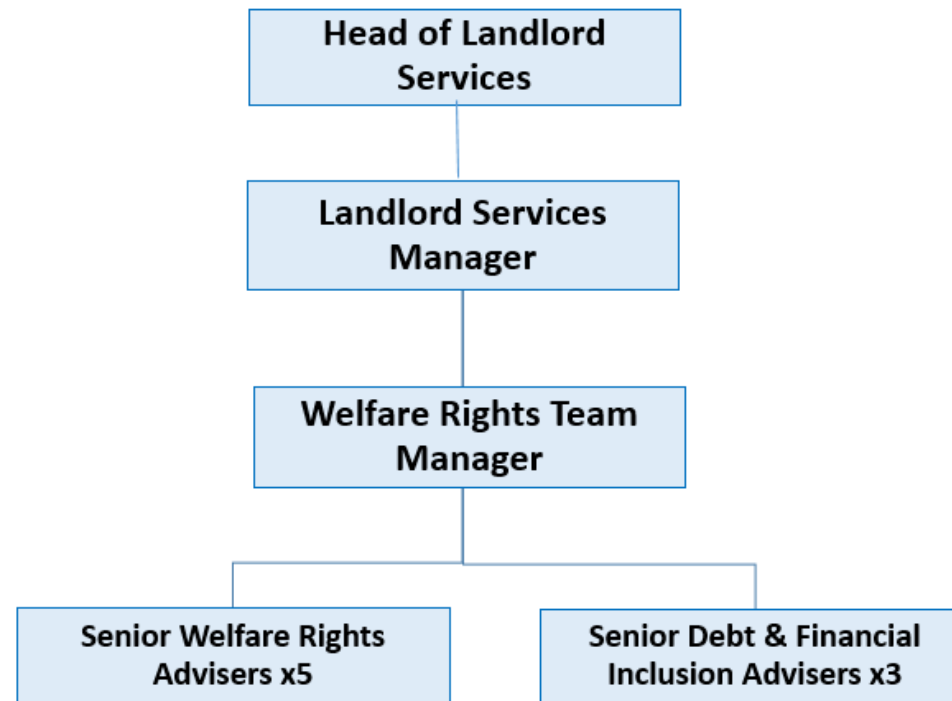 Head of Landlord
Services
Landlord Services
Manager
Welfare Rights Team
Manager
Senior Welfare Rights
Advisers x5
Senior Debt & Financial
Inclusion Advisers x3